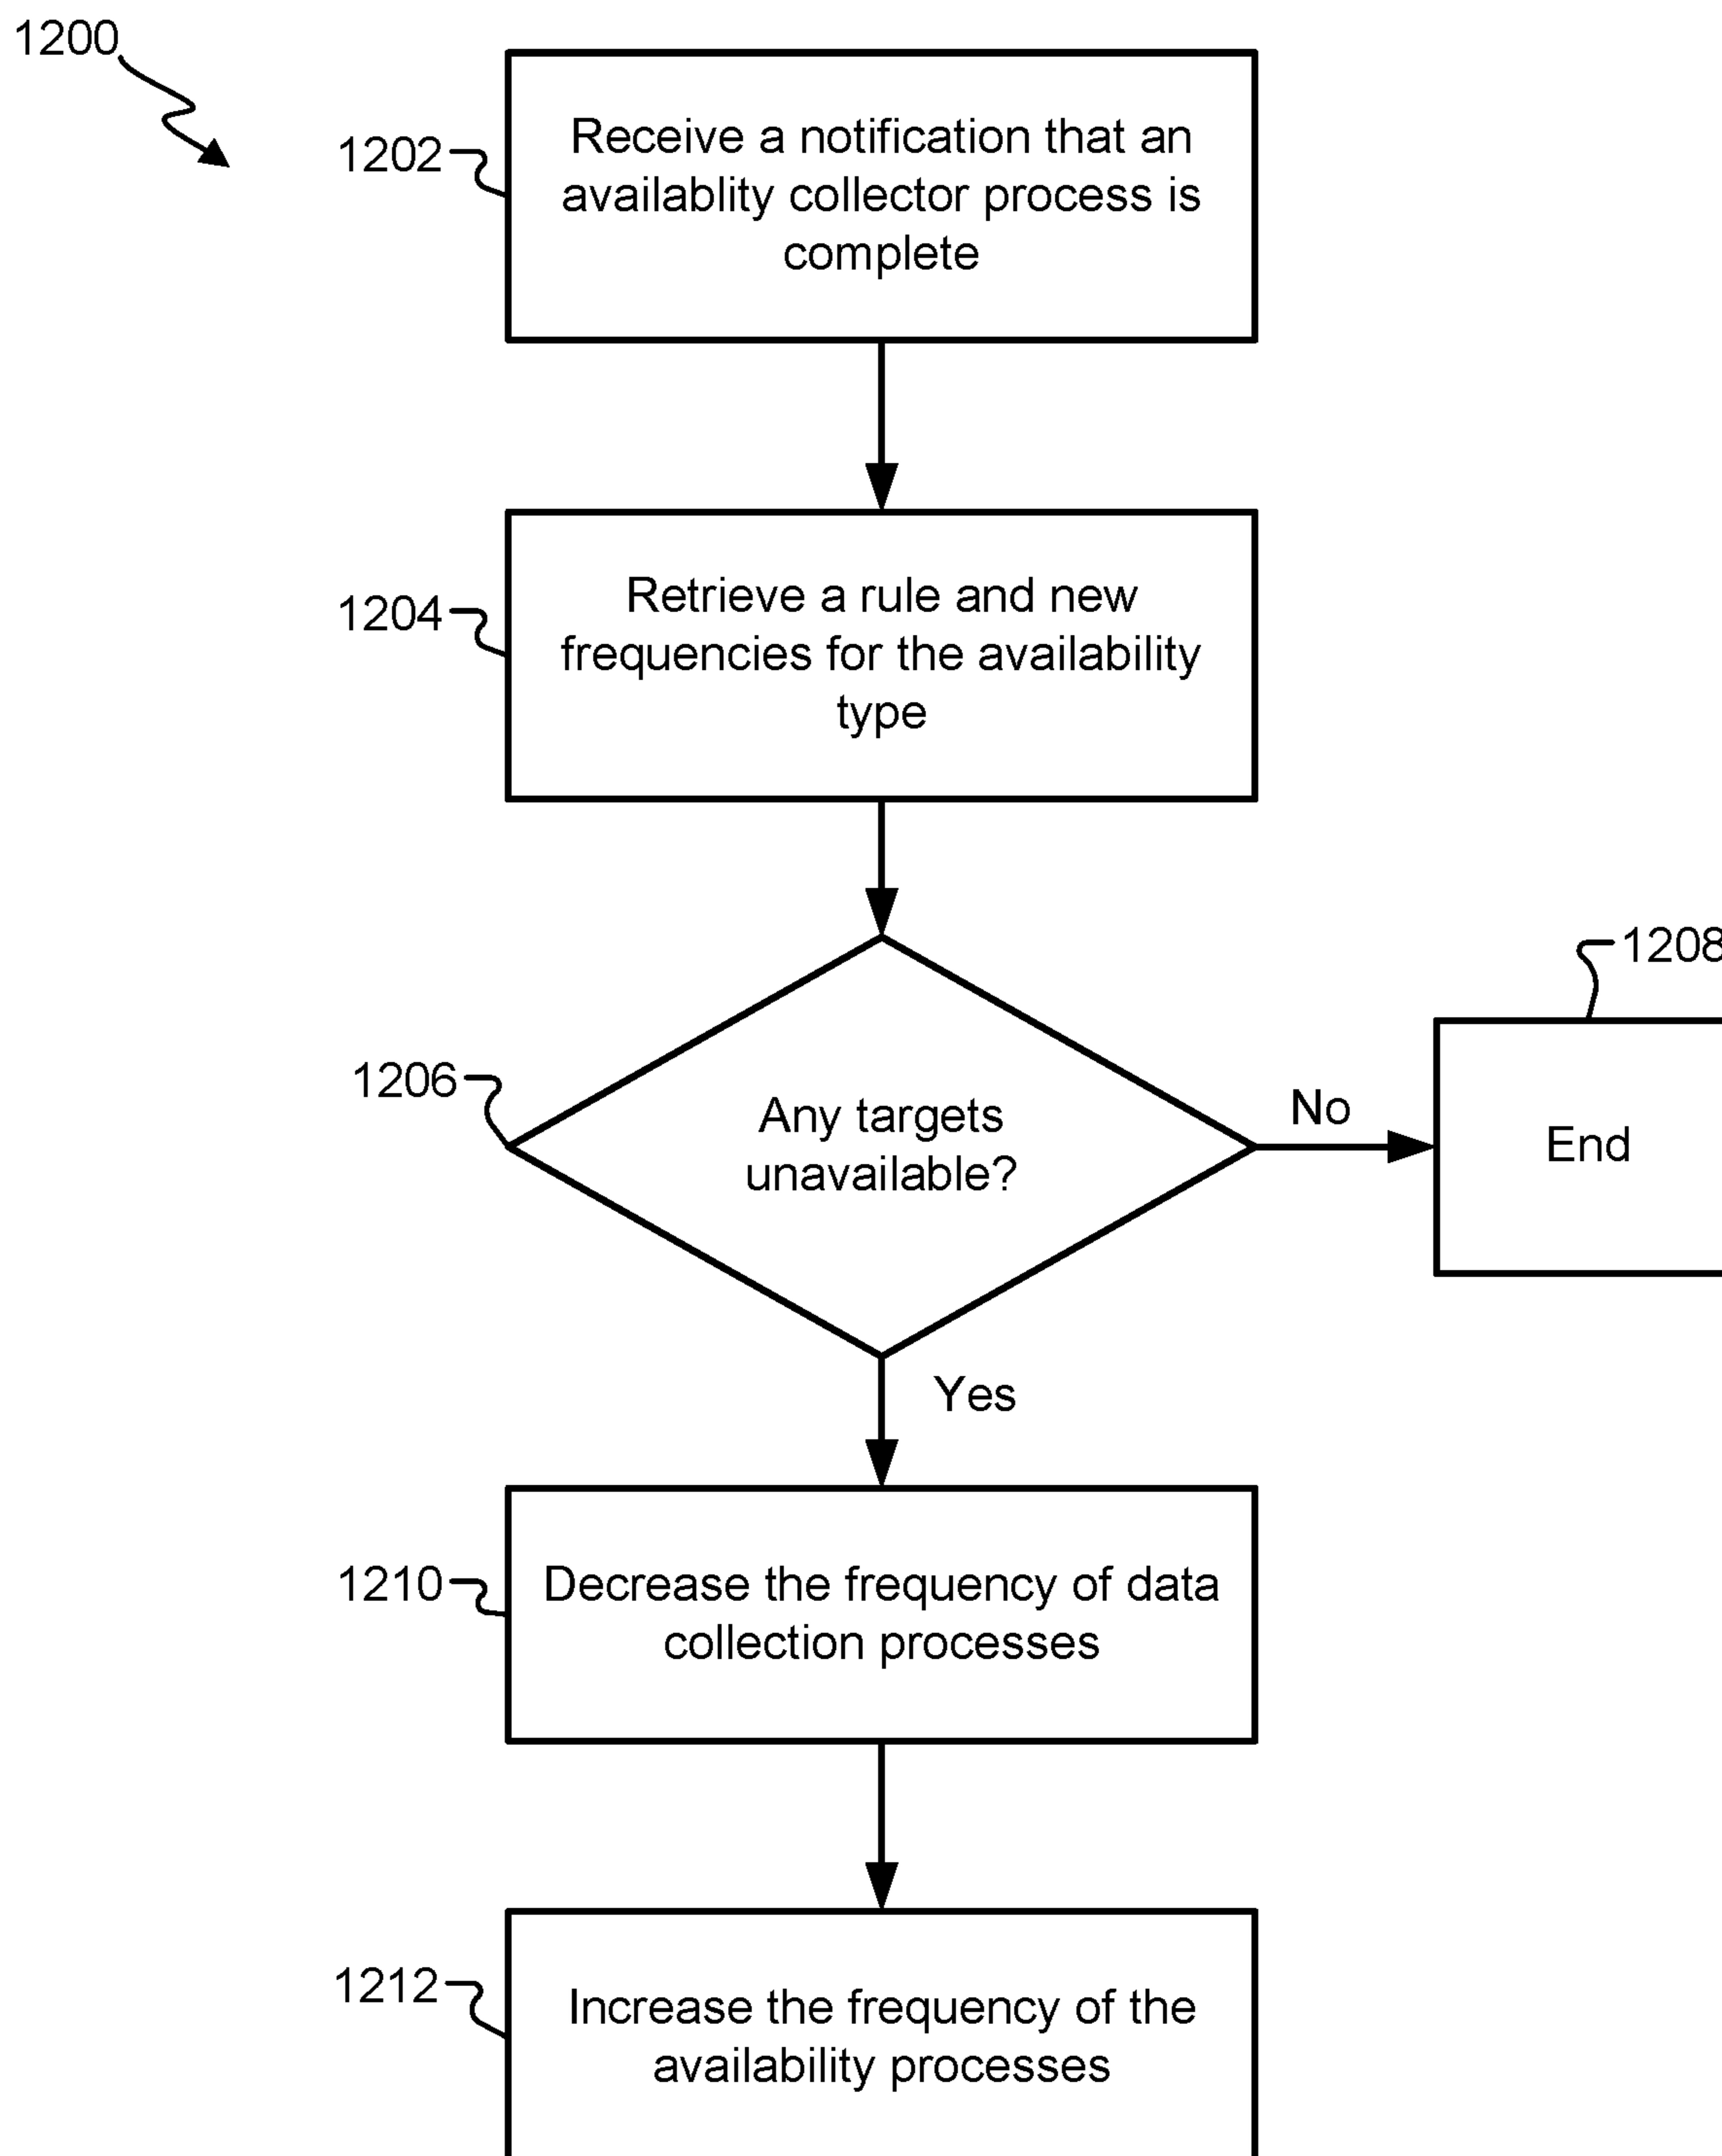 1200
1202
Receive a notification that an
availablity collector process is
complete
1204
Retrieve a rule and new
frequencies for the availability
type
1206
Any targets
unavailable?
No
1208
End
Yes
1210
Decrease the frequency of data
collection processes
1212
Increase the frequency of the
availability processes